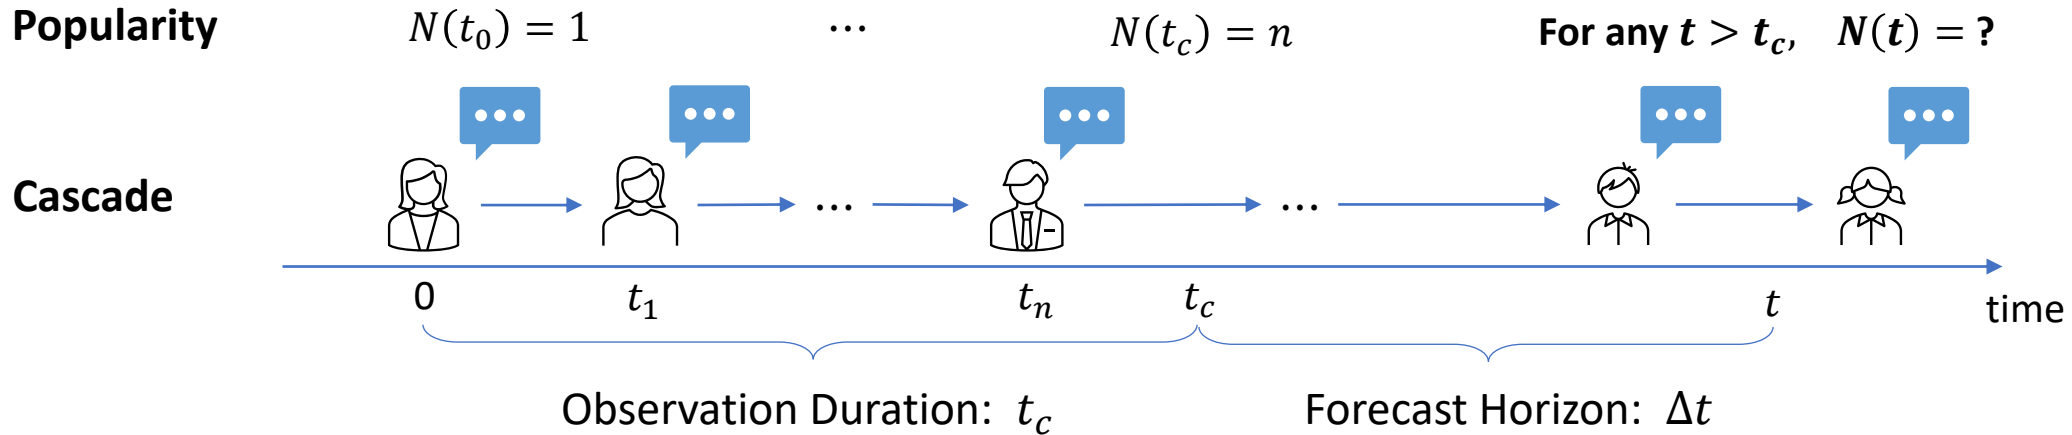 Popularity N(t₀) = 1 ⋯ N(t_c) = n For any t > t_c, N(t) = ?
Cascade ⋯ ⋯
0 t₁ t_n t_c t time
Observation Duration: t_c Forecast Horizon: Δt